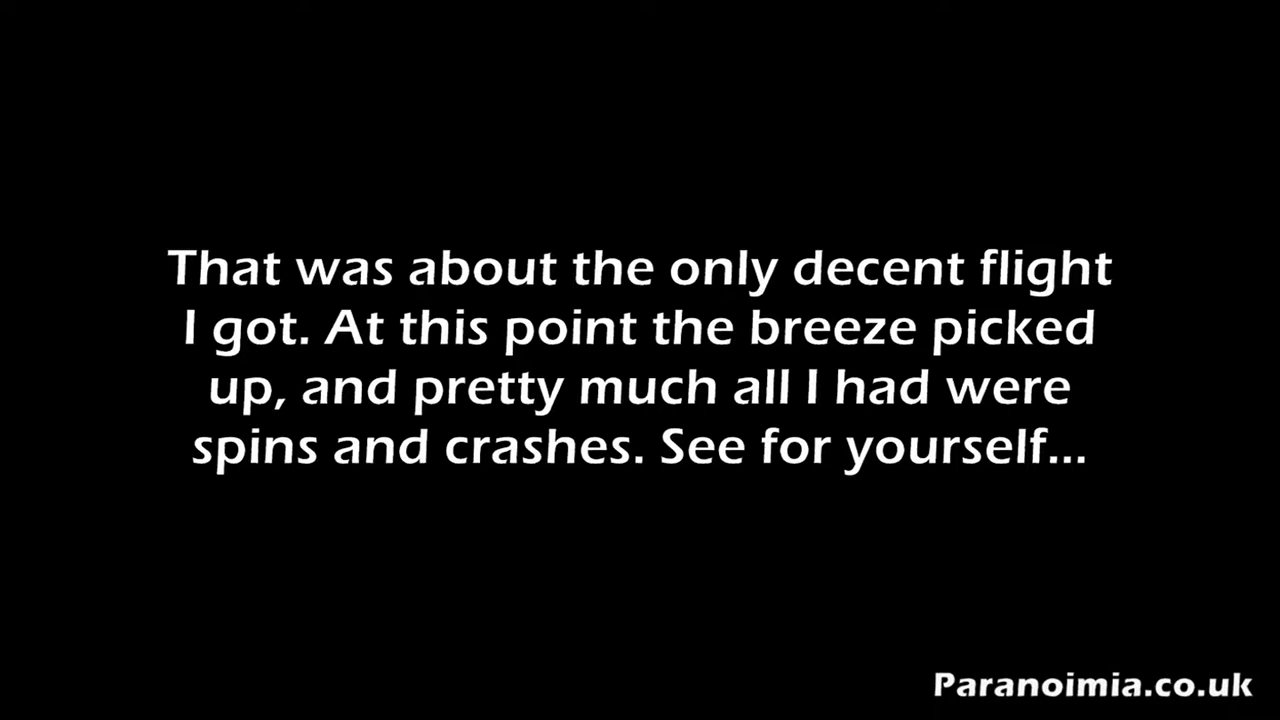 That was about the only decent flight
I got. At this point the breeze picked
up, and pretty much all I had were
spins and crashes. See for yourself...
Paranoimia.co.uk